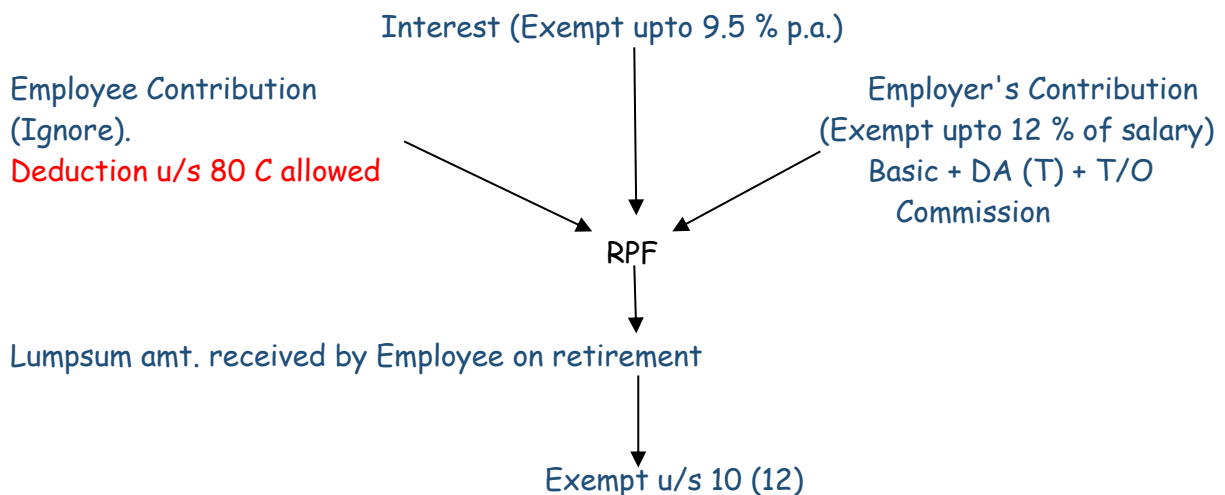 Interest (Exempt upto 9.5 % p.a.)
Employee Contribution
(Ignore).
Deduction u/s 80 C allowed
Employer's Contribution
(Exempt upto 12 % of salary)
Basic + DA (T) + T/O
Commission
RPF
Lumpsum amt. received by Employee on retirement
Exempt u/s 10 (12)